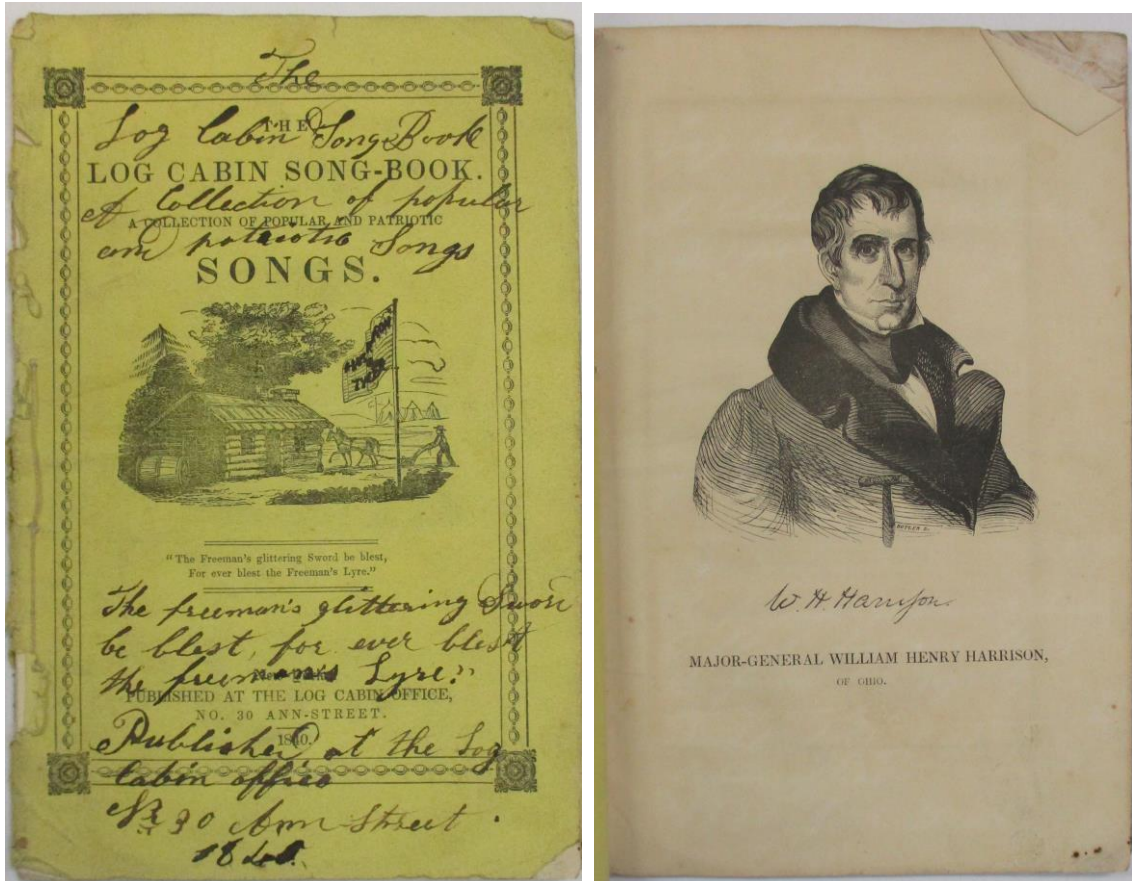 The
THE
Log Cabin Song Book
LOG CABIN SONG-BOOK.
A Collection of popular
A COLLECTION OF POPULAR AND PATRIOTIC
and patriotic Songs
SONGS.
HARRISON
TYLER
"The Freeman's glittering Sword be blest,
For ever blest the Freeman's Lyre."
The freeman's glittering Sword
be blest, for ever blest
the freeman's Lyre."
PUBLISHED AT THE LOG CABIN OFFICE,
NO. 30 ANN-STREET.
1840.
Published at the Log
Cabin office
No 30 Ann Street.
1840.
W. H. Harrison.
MAJOR-GENERAL WILLIAM HENRY HARRISON,
OF OHIO.